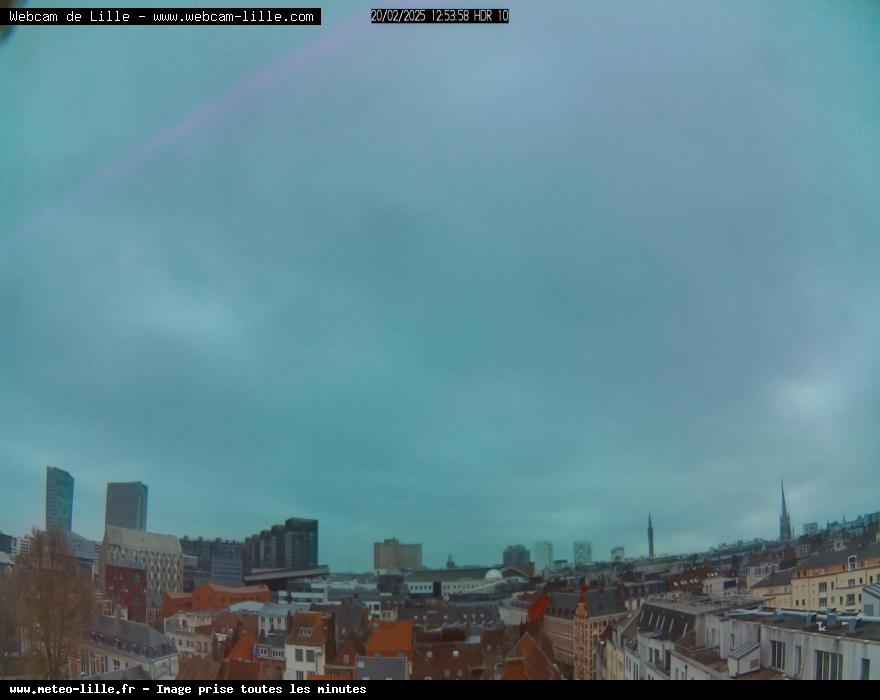 Webcam de Lille - www.webcam-lille.com
20/02/2025 12:53:58 HDR 10
www.meteo-lille.fr - Image prise toutes les minutes